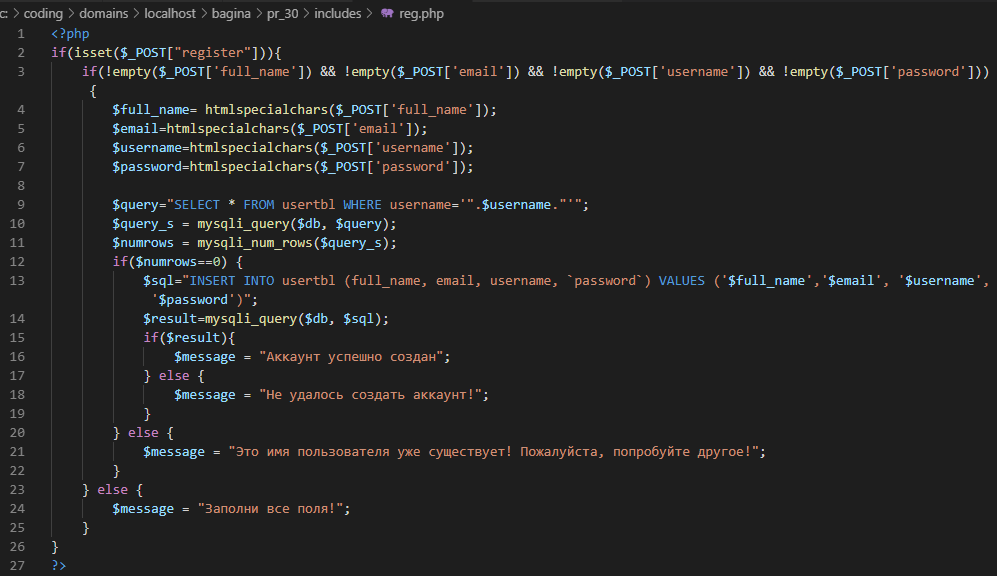 c: > coding > domains > localhost > bagina > pr_30 > includes > reg.php
1 <?php
2 if(isset($_POST["register"])){
3 if(!empty($_POST['full_name']) && !empty($_POST['email']) && !empty($_POST['username']) && !empty($_POST['password']))
{
4 $full_name= htmlspecialchars($_POST['full_name']);
5 $email=htmlspecialchars($_POST['email']);
6 $username=htmlspecialchars($_POST['username']);
7 $password=htmlspecialchars($_POST['password']);
8
9 $query="SELECT * FROM usertbl WHERE username='".$username."'";
10 $query_s = mysqli_query($db, $query);
11 $numrows = mysqli_num_rows($query_s);
12 if($numrows==0) {
13 $sql="INSERT INTO usertbl (full_name, email, username, `password`) VALUES ('$full_name','$email', '$username',
'$password')";
14 $result=mysqli_query($db, $sql);
15 if($result){
16 $message = "Аккаунт успешно создан";
17 } else {
18 $message = "Не удалось создать аккаунт!";
19 }
20 } else {
21 $message = "Это имя пользователя уже существует! Пожалуйста, попробуйте другое!";
22 }
23 } else {
24 $message = "Заполни все поля!";
25 }
26 }
27 ?>